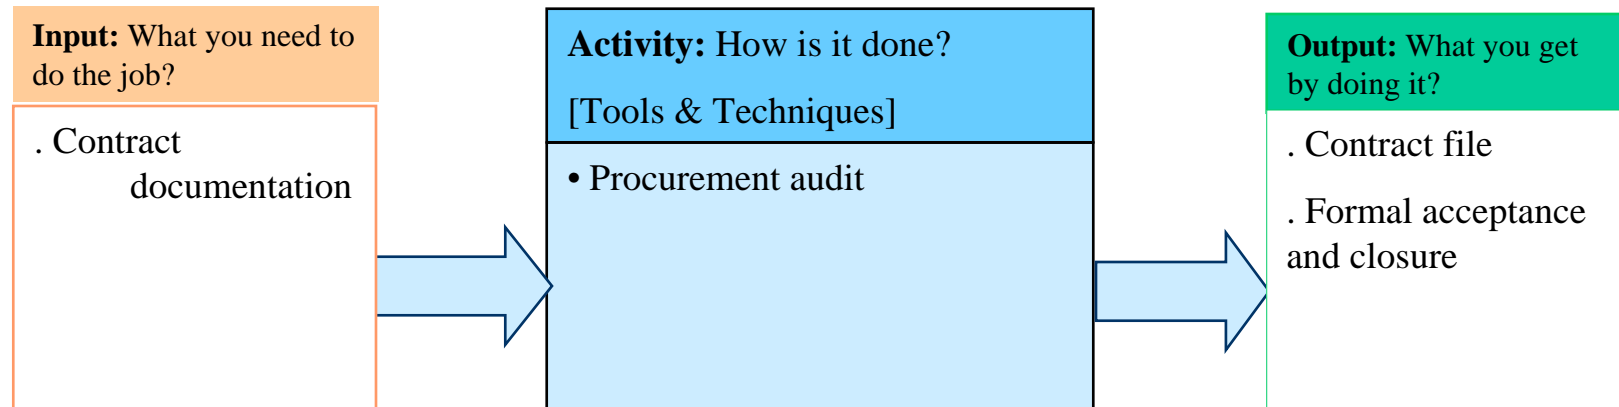 Input: What you need to
do the job?
. Contract
documentation
Activity: How is it done?
[Tools & Techniques]
• Procurement audit
Output: What you get
by doing it?
. Contract file
. Formal acceptance
and closure